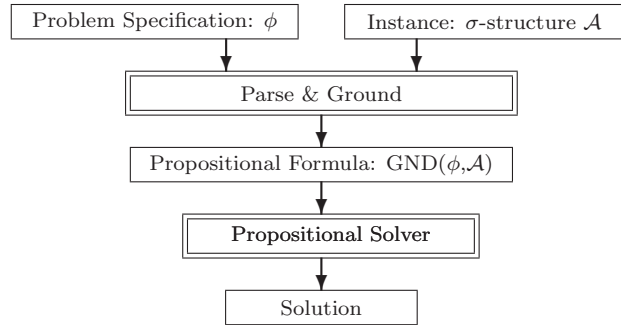 Problem Specification: ϕ
Instance: σ-structure 𝒜
Parse & Ground
Propositional Formula: GND(ϕ,𝒜)
Propositional Solver
Solution